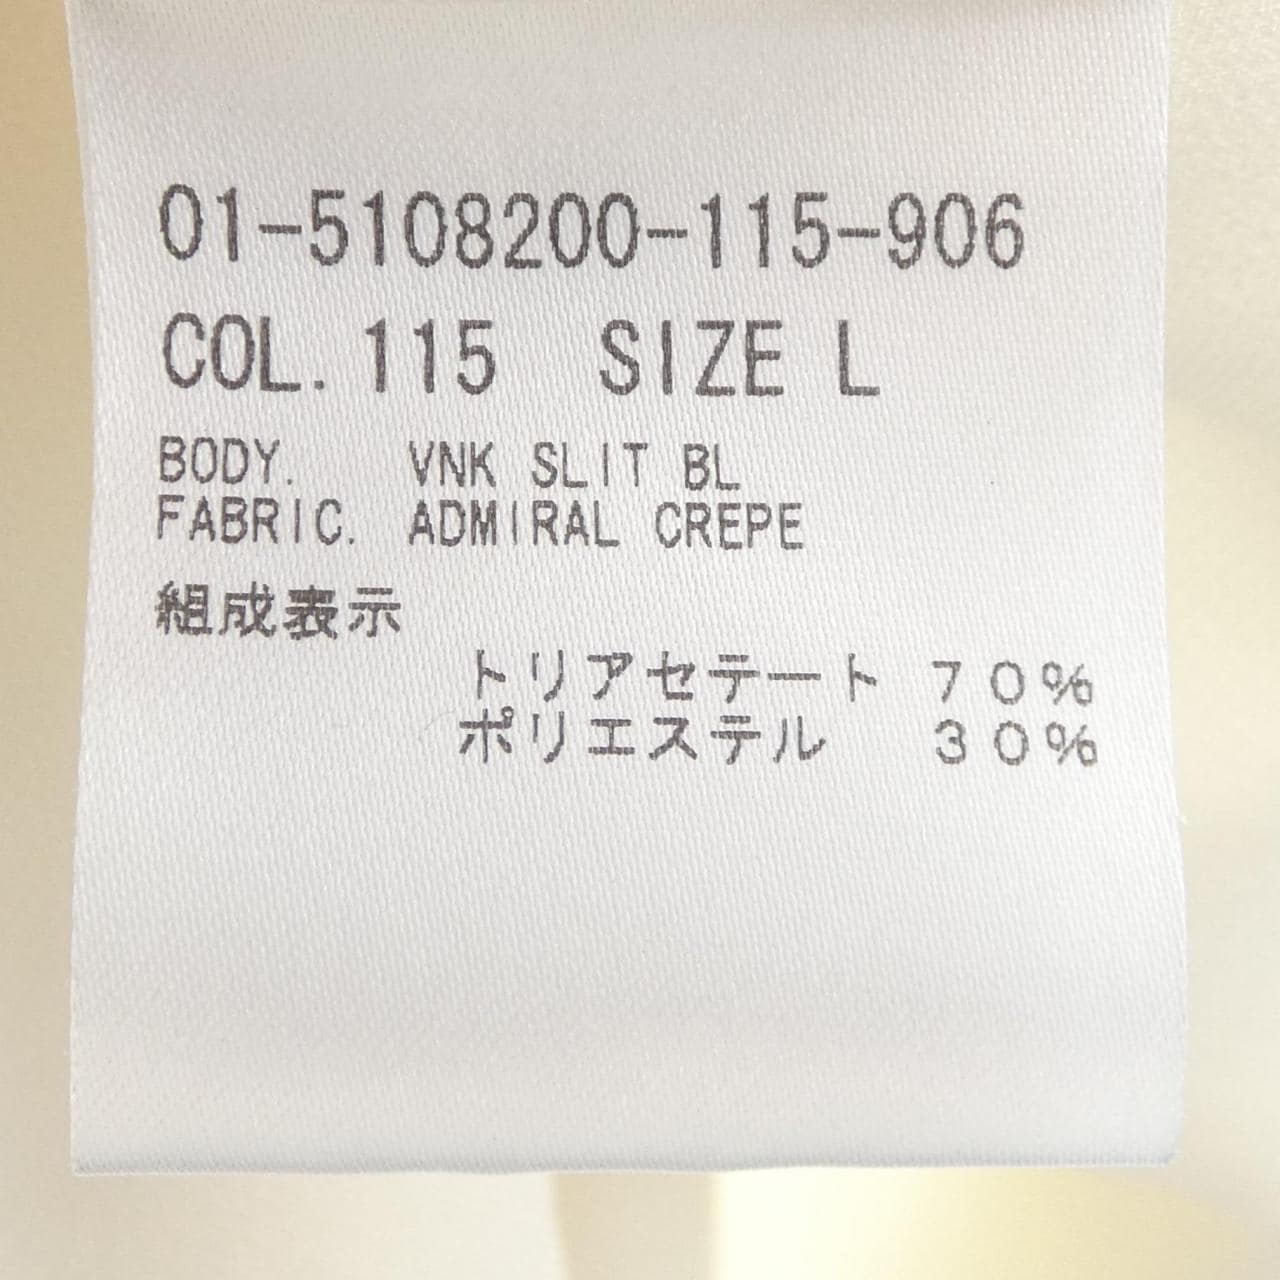 01-5108200-115-906
COL. 115 SIZE L
BODY. VNK SLIT BL
FABRIC. ADMIRAL CREPE
組成表示
トリアセテート 70%
ポリエステル 30%